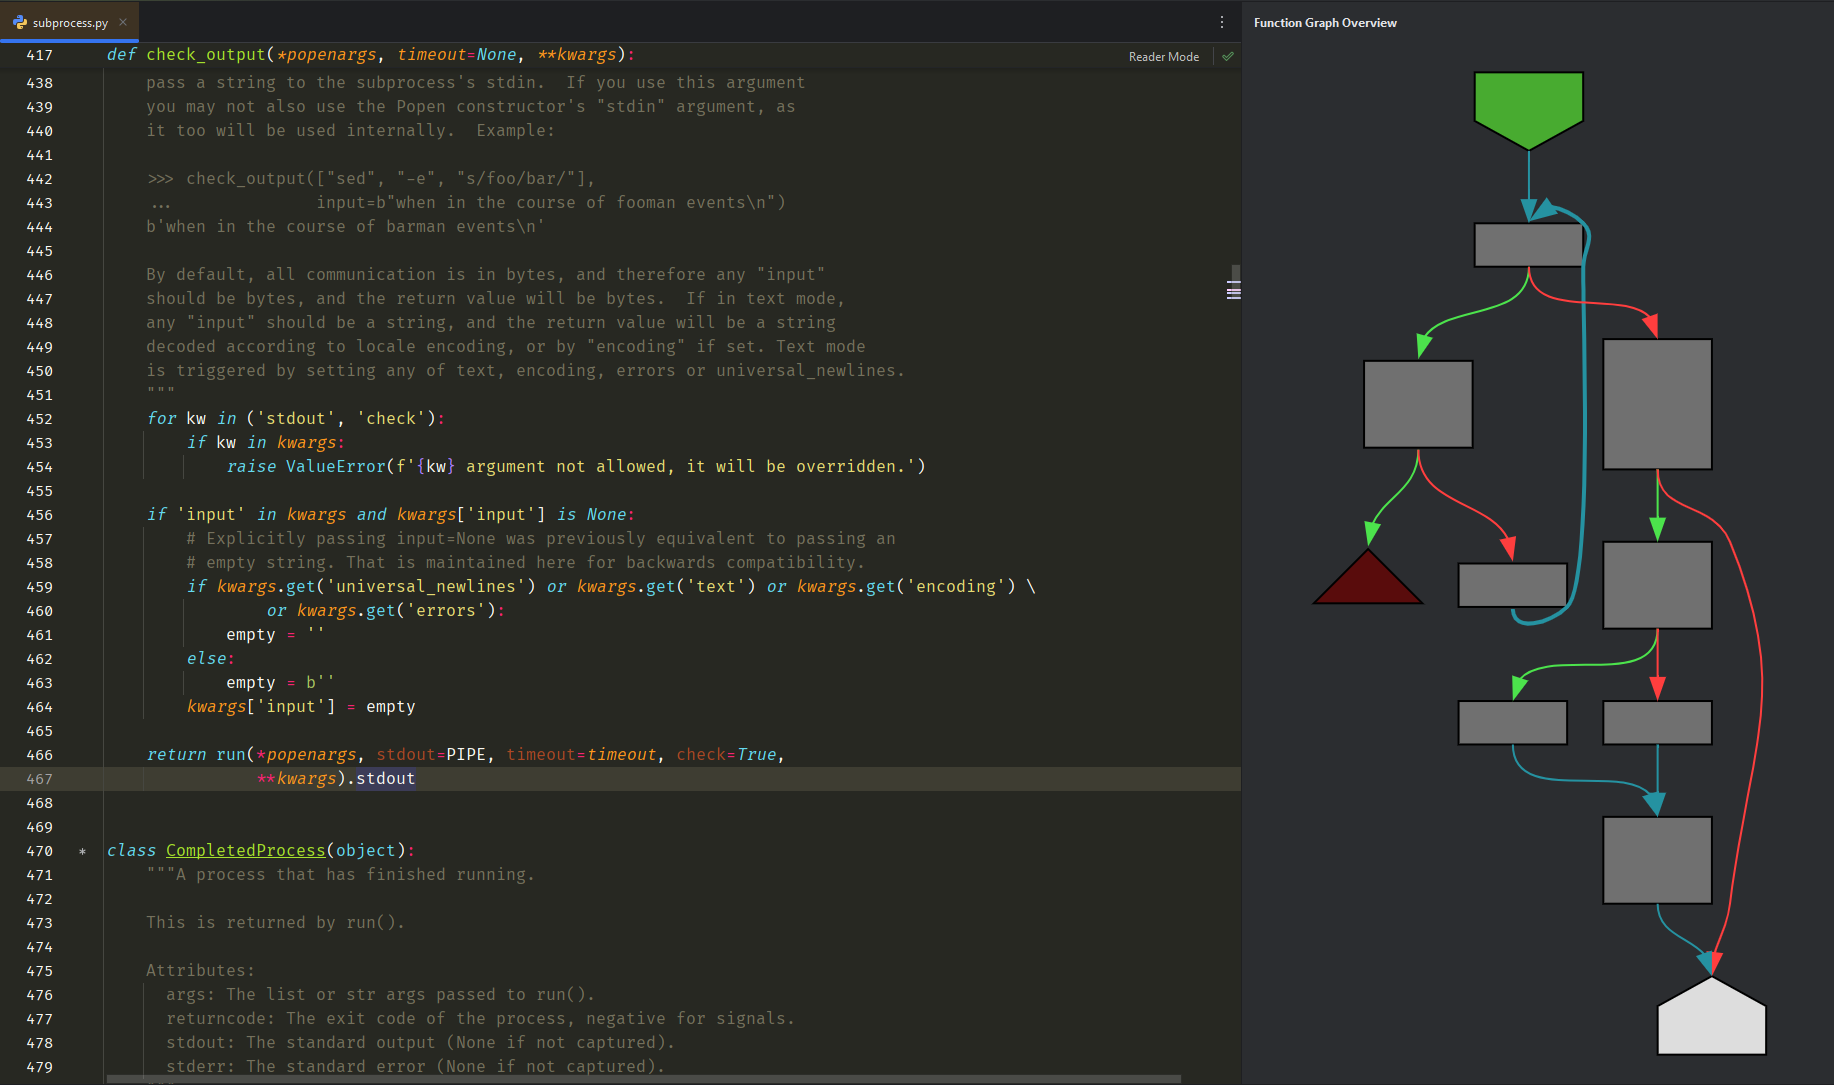 subprocess.py
Function Graph Overview
417 def check_output(*popenargs, timeout=None, **kwargs):
Reader Mode
438 pass a string to the subprocess's stdin.  If you use this argument
439 you may not also use the Popen constructor's "stdin" argument, as
440 it too will be used internally.  Example:
441
442 >>> check_output(["sed", "-e", "s/foo/bar/"],
443 ...              input=b"when in the course of fooman events\n")
444 b'when in the course of barman events\n'
445
446 By default, all communication is in bytes, and therefore any "input"
447 should be bytes, and the return value will be bytes.  If in text mode,
448 any "input" should be a string, and the return value will be a string
449 decoded according to locale encoding, or by "encoding" if set. Text mode
450 is triggered by setting any of text, encoding, errors or universal_newlines.
451 """
452 for kw in ('stdout', 'check'):
453 if kw in kwargs:
454 raise ValueError(f'{kw} argument not allowed, it will be overridden.')
455
456 if 'input' in kwargs and kwargs['input'] is None:
457 # Explicitly passing input=None was previously equivalent to passing an
458 # empty string. That is maintained here for backwards compatibility.
459 if kwargs.get('universal_newlines') or kwargs.get('text') or kwargs.get('encoding') \
460 or kwargs.get('errors'):
461 empty = ''
462 else:
463 empty = b''
464 kwargs['input'] = empty
465
466 return run(*popenargs, stdout=PIPE, timeout=timeout, check=True,
467 **kwargs).stdout
468
469
470 * class CompletedProcess(object):
471 """A process that has finished running.
472
473 This is returned by run().
474
475 Attributes:
476 args: The list or str args passed to run().
477 returncode: The exit code of the process, negative for signals.
478 stdout: The standard output (None if not captured).
479 stderr: The standard error (None if not captured).